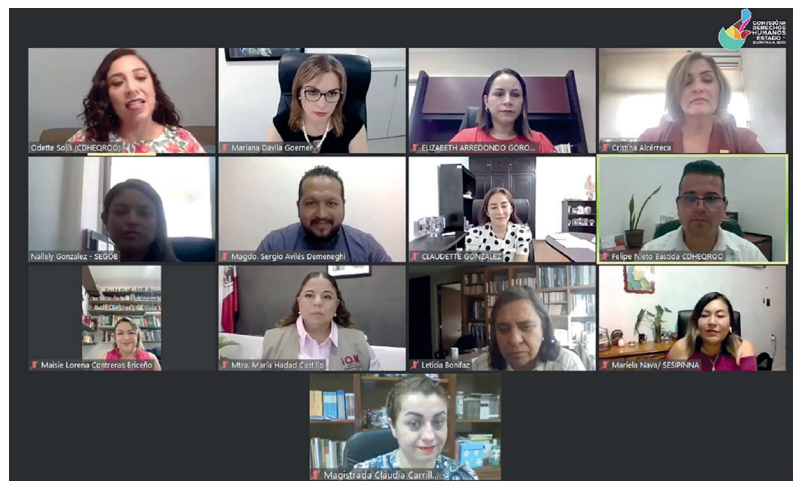 COMISIÓN
DERECHOS
HUMANOS
ESTADO
Odette Solís (CDHEQROO)
Mariana Davila Goerner
ELIZABETH ARREDONDO GORO...
Cristina Alcérreca
Nallely Gonzalez - SEGOB
Magdo. Sergio Avilés Demeneghi
CLAUDETTE GONZALEZ
Felipe Nieto Bastida CDHEQROO
Maisie Lorena Contreras Briceño
Mtra. María Hadad Castillo
Leticia Bonifaz
Mariela Nava/ SESIPINNA
IQM
Magistrada Claudia Carrill...